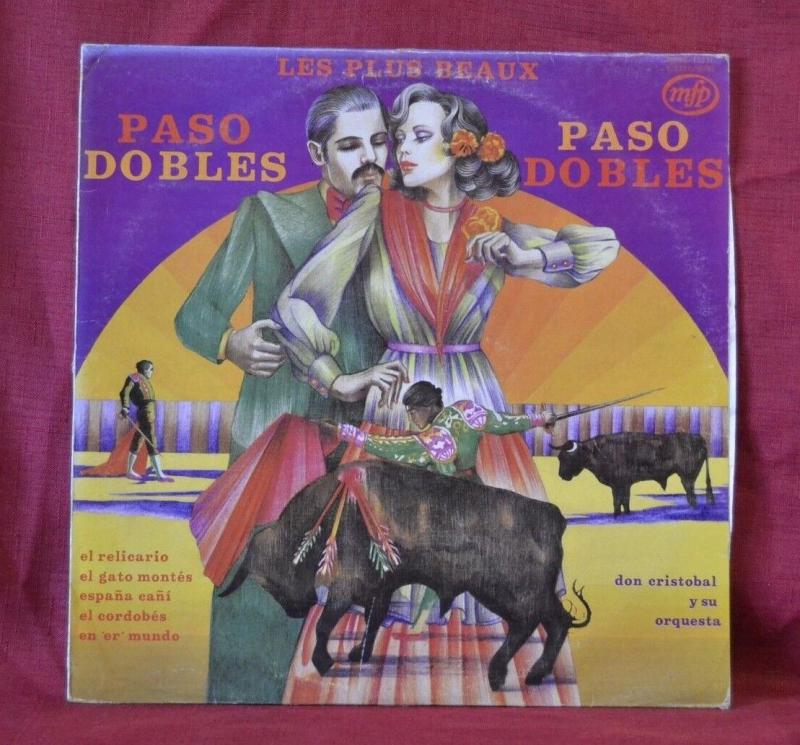 LES PLUS BEAUX
mfp
PASO
DOBLES
PASO
DOBLES
el relicario
el gato montés
españa cañí
el cordobés
en 'er' mundo
don cristobal
y su
orquesta